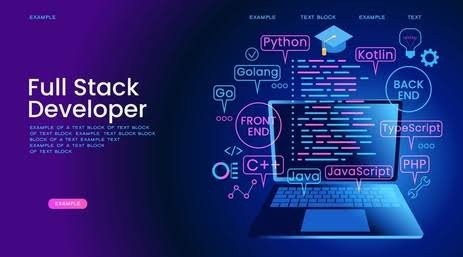 EXAMPLE
EXAMPLE
TEXT BLOCK
EXAMPLE
TEXT
Python
Kotlin
Golang
BACK
END
Go
Full Stack
Developer
FRONT
END
TypeScript
EXAMPLE OF A TEXT BLOCK OF TEXT BLOCK
OF TEXT BLOCK EXAMPLE TEXT BLOCK EXAMPLE
BLOCK OF A TEXT EXAMPLE TEXT
EXAMPLE OF A TEXT BLOCK
OF TEXT BLOCK
</>
C++
Java
JavaScript
PHP
EXAMPLE